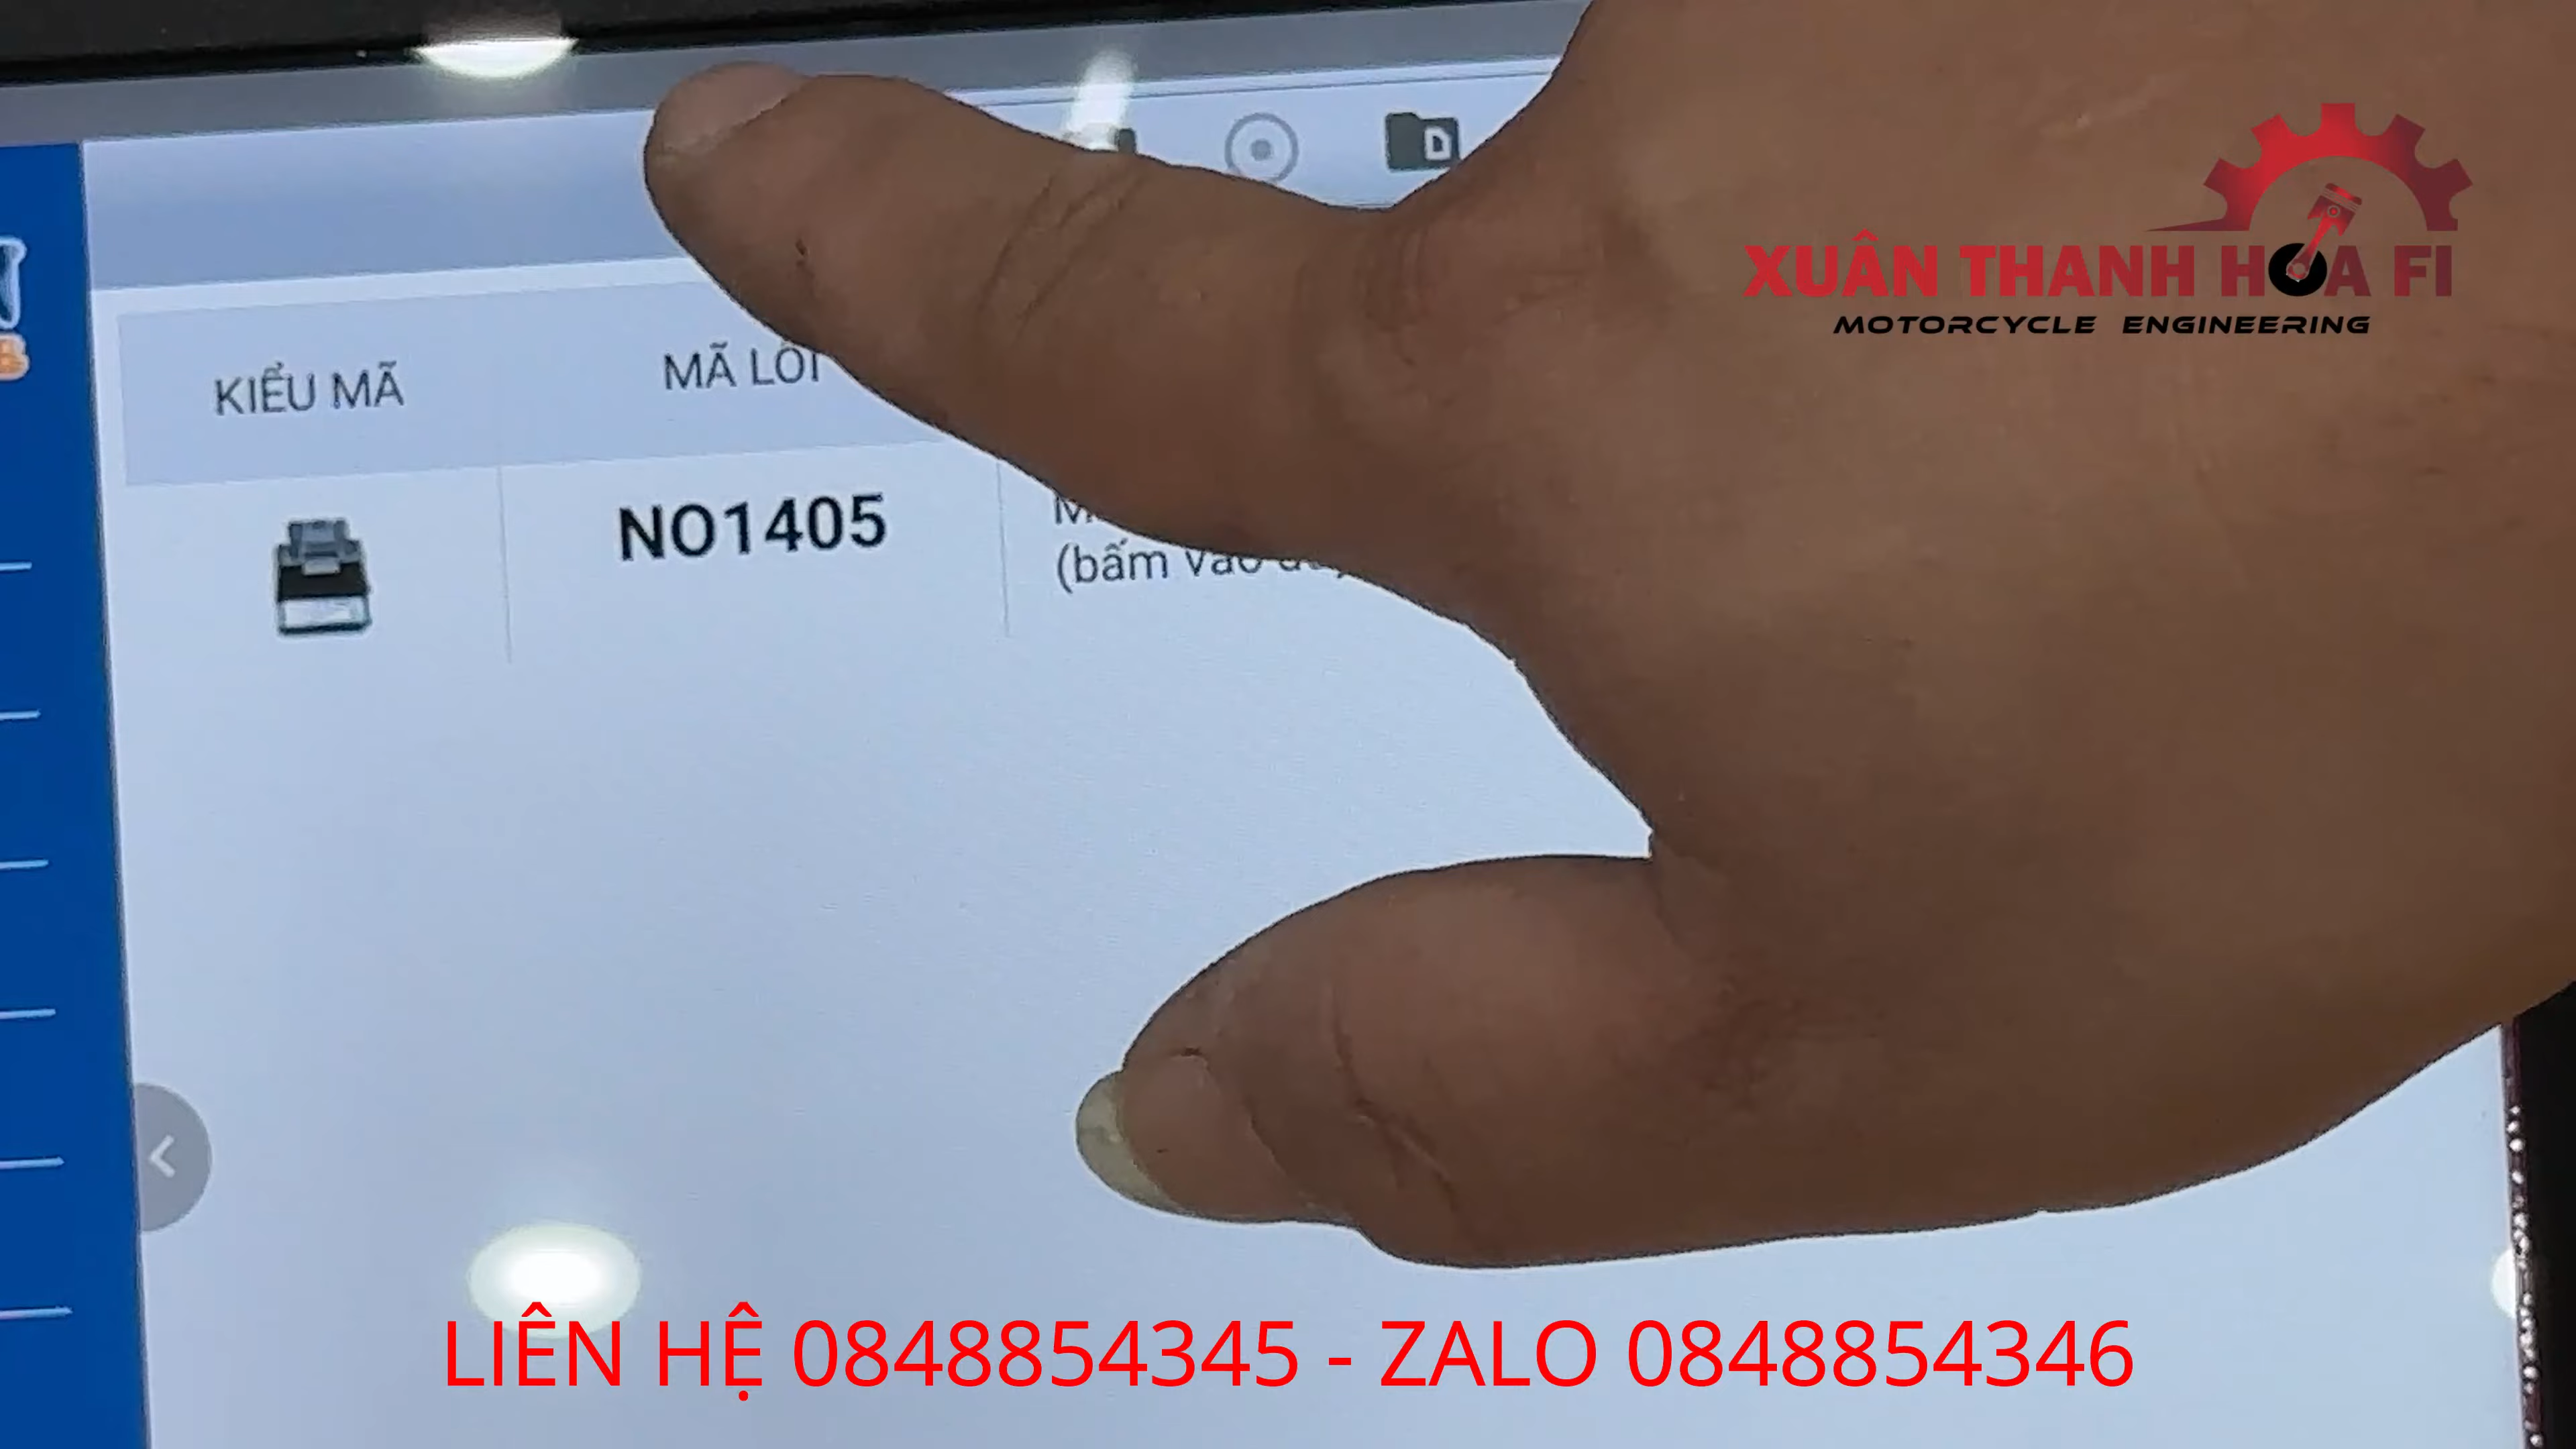 XUÂN THANH HÓA FI
MOTORCYCLE ENGINEERING
KIỂU MÃ
MÃ LỖI
NO1405
(bấm vào
LIÊN HỆ 0848854345 - ZALO 0848854346